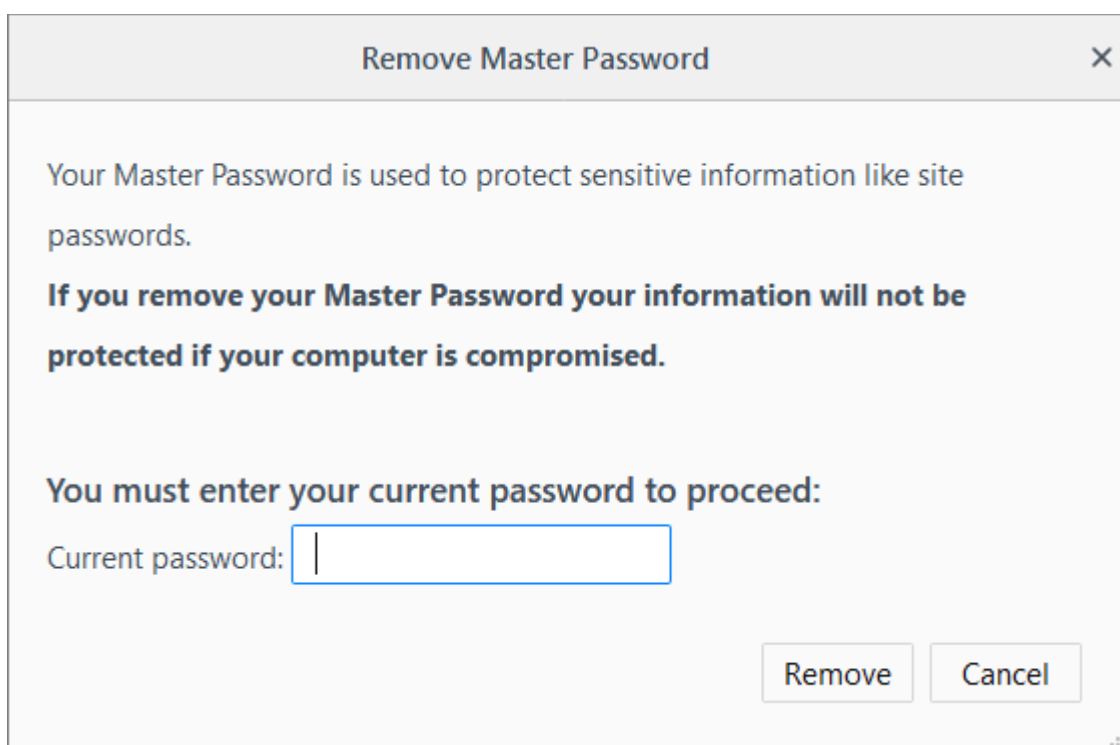 Remove Master Password
Your Master Password is used to protect sensitive information like site
passwords.
If you remove your Master Password your information will not be
protected if your computer is compromised.
You must enter your current password to proceed:
Current password:
Remove Cancel